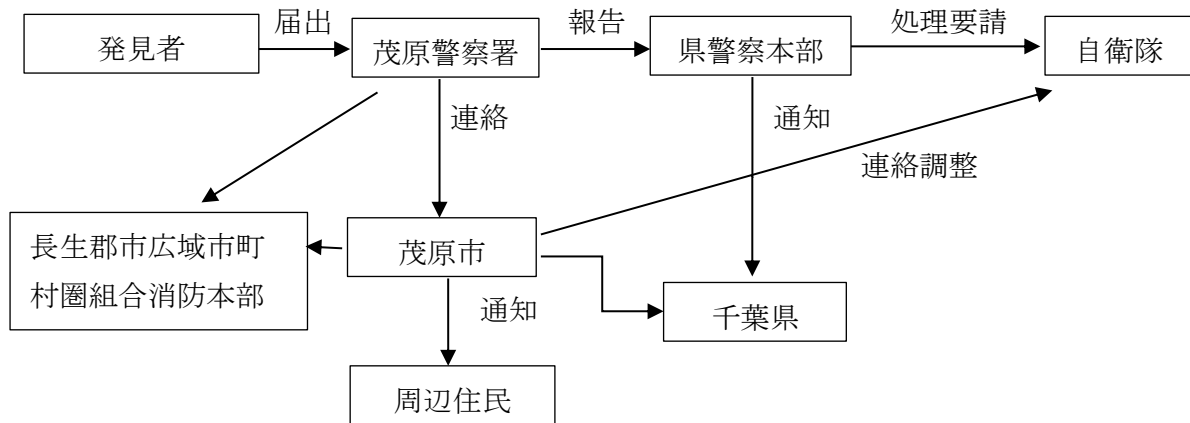 届出
報告
処理要請
発見者
茂原警察署
県警察本部
自衛隊
連絡
通知
連絡調整
長生郡市広域市町
村圏組合消防本部
茂原市
通知
千葉県
周辺住民